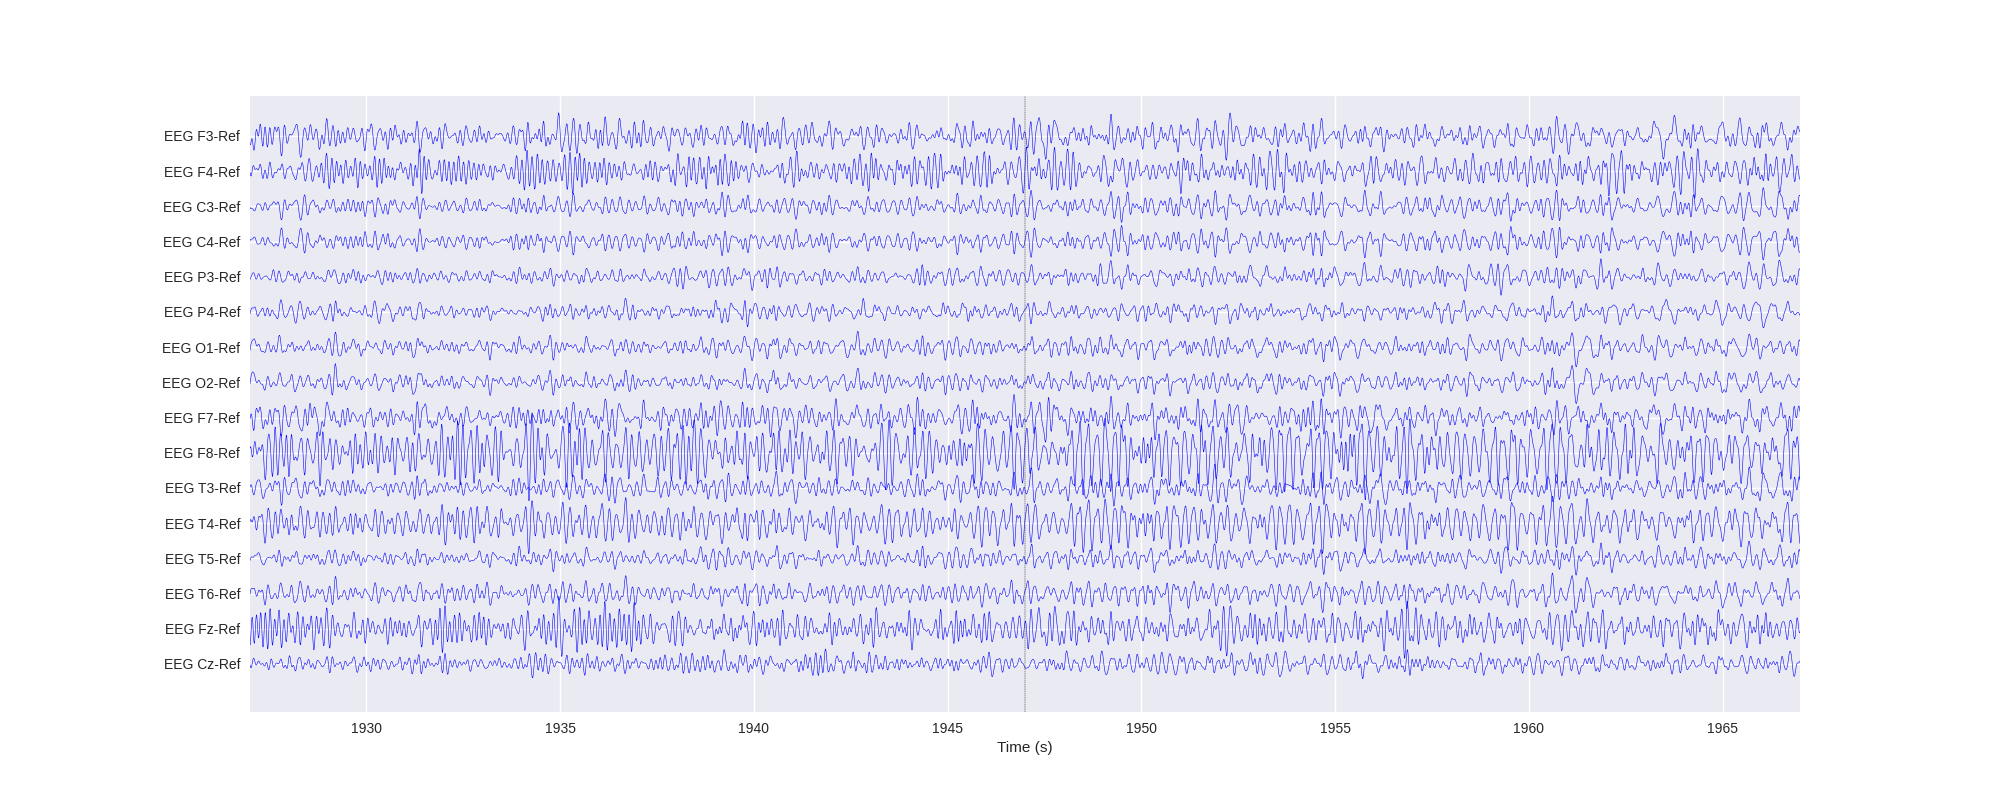 EEG F3-Ref
EEG F4-Ref
EEG C3-Ref
EEG C4-Ref
EEG P3-Ref
EEG P4-Ref
EEG O1-Ref
EEG O2-Ref
EEG F7-Ref
EEG F8-Ref
EEG T3-Ref
EEG T4-Ref
EEG T5-Ref
EEG T6-Ref
EEG Fz-Ref
EEG Cz-Ref
1930 1935 1940 1945 1950 1955 1960 1965
Time (s)